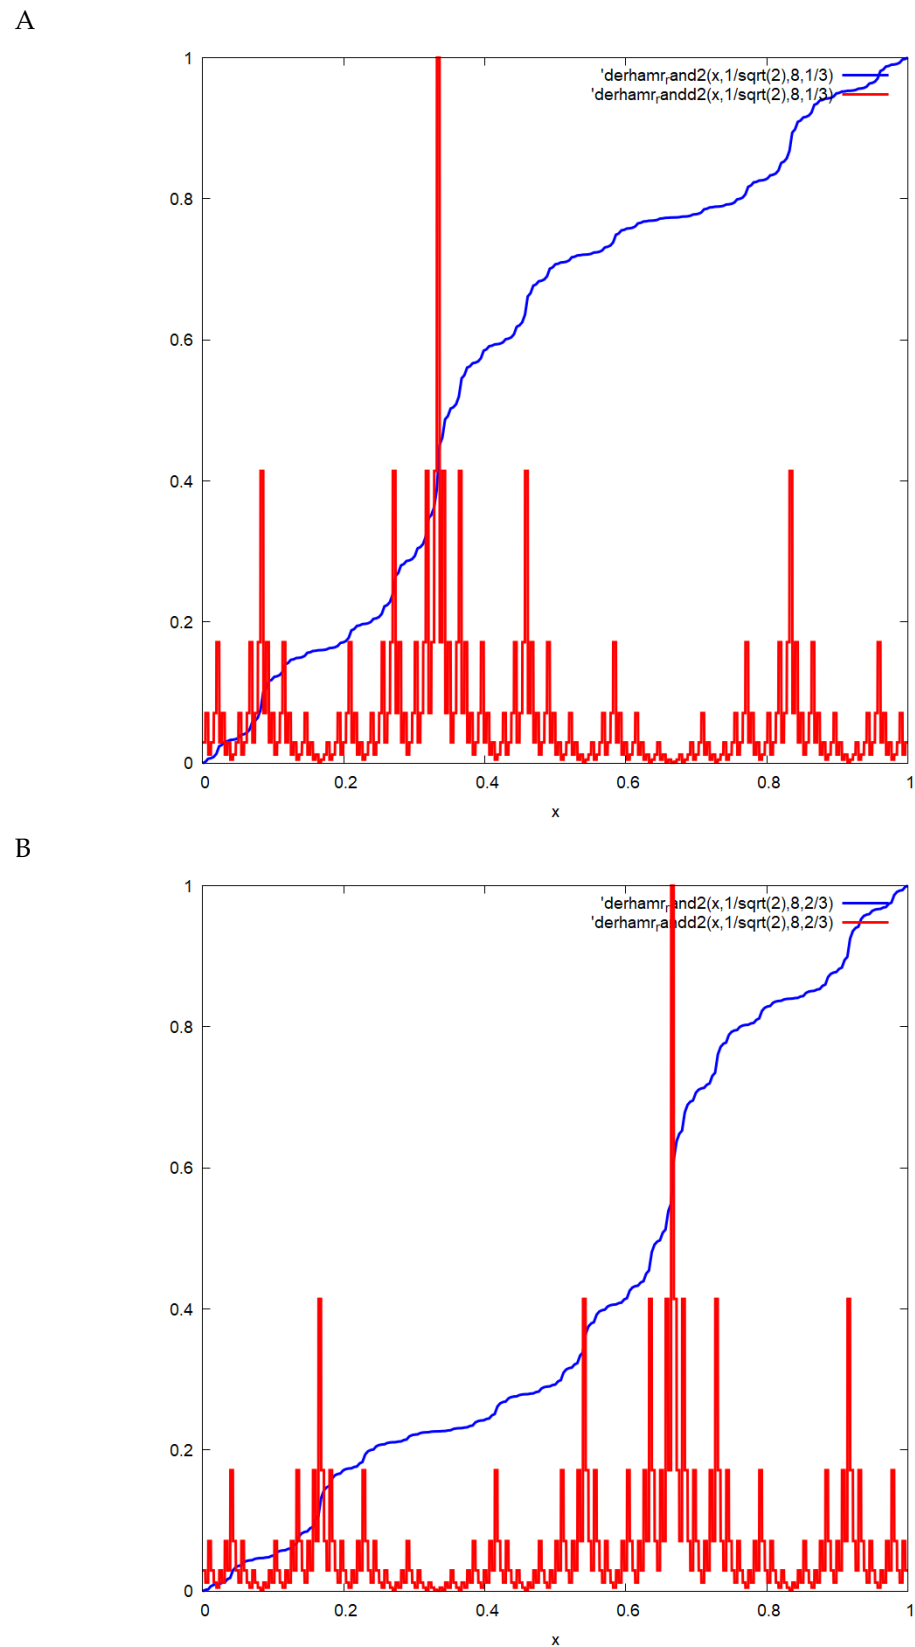 A
1
'derhamr_rand2(x,1/sqrt(2),8,1/3)
'derhamr_randd2(x,1/sqrt(2),8,1/3)
0.8
0.6
0.4
0.2
0
0 0.2 0.4 0.6 0.8 1
x
B
1
'derhamr_rand2(x,1/sqrt(2),8,2/3)
'derhamr_randd2(x,1/sqrt(2),8,2/3)
0.8
0.6
0.4
0.2
0
0 0.2 0.4 0.6 0.8 1
x